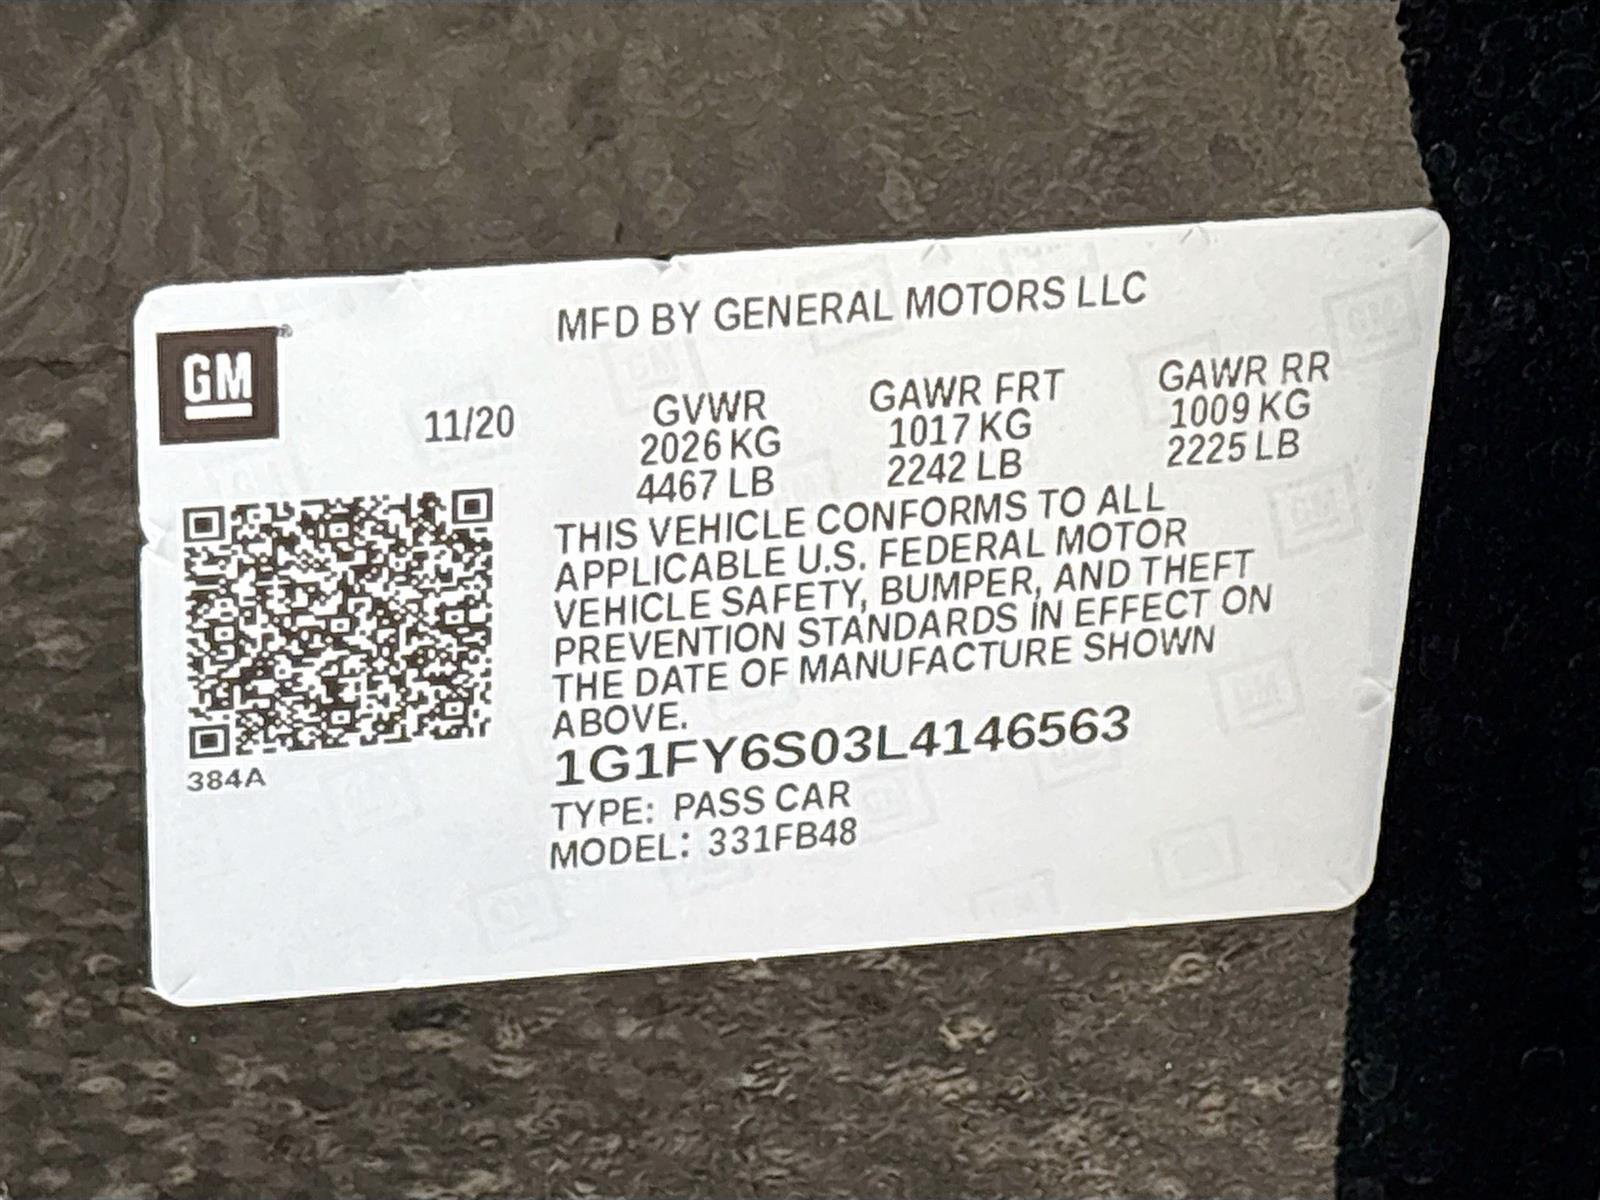 MFD BY GENERAL MOTORS LLC
GM®
11/20
GVWR
2026 KG
4467 LB
GAWR FRT
1017 KG
2242 LB
GAWR RR
1009 KG
2225 LB
THIS VEHICLE CONFORMS TO ALL
APPLICABLE U.S. FEDERAL MOTOR
VEHICLE SAFETY, BUMPER, AND THEFT
PREVENTION STANDARDS IN EFFECT ON
THE DATE OF MANUFACTURE SHOWN
ABOVE.
384A
1G1FY6S03L4146563
TYPE: PASS CAR
MODEL: 331FB48